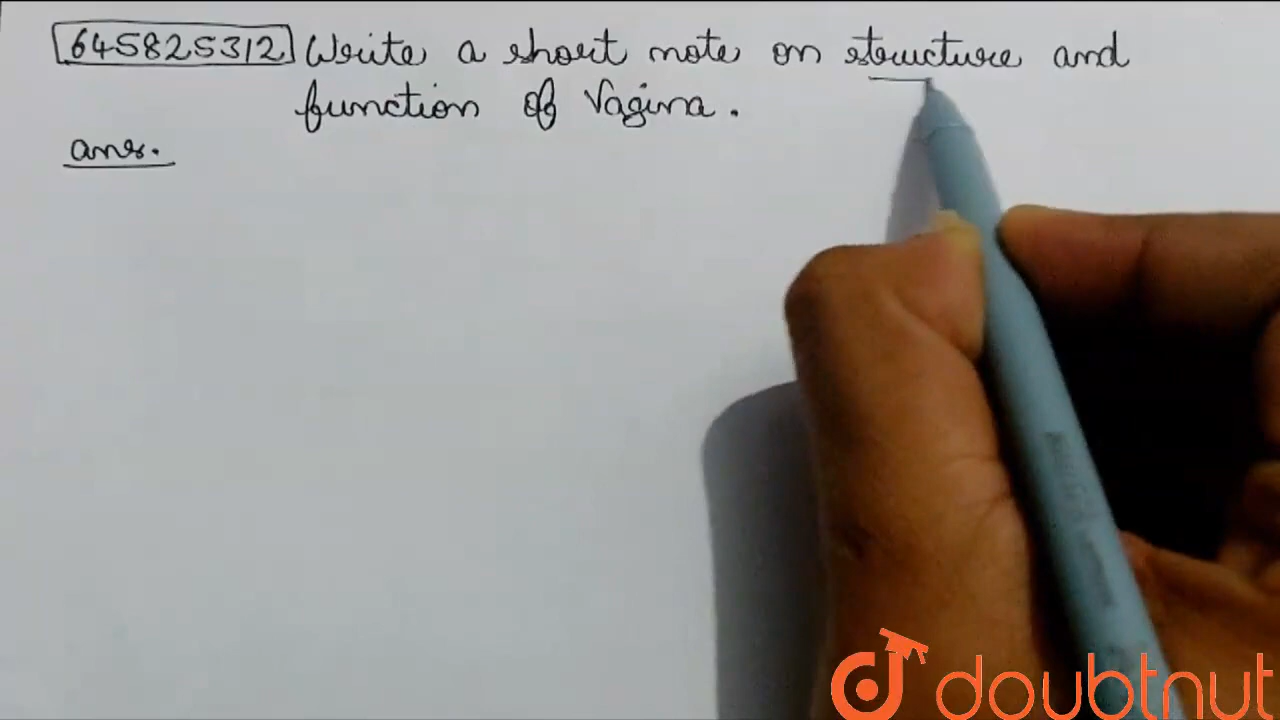 645825312 Write a short note on structure and
function of Vagina.
ans.
doubtnut